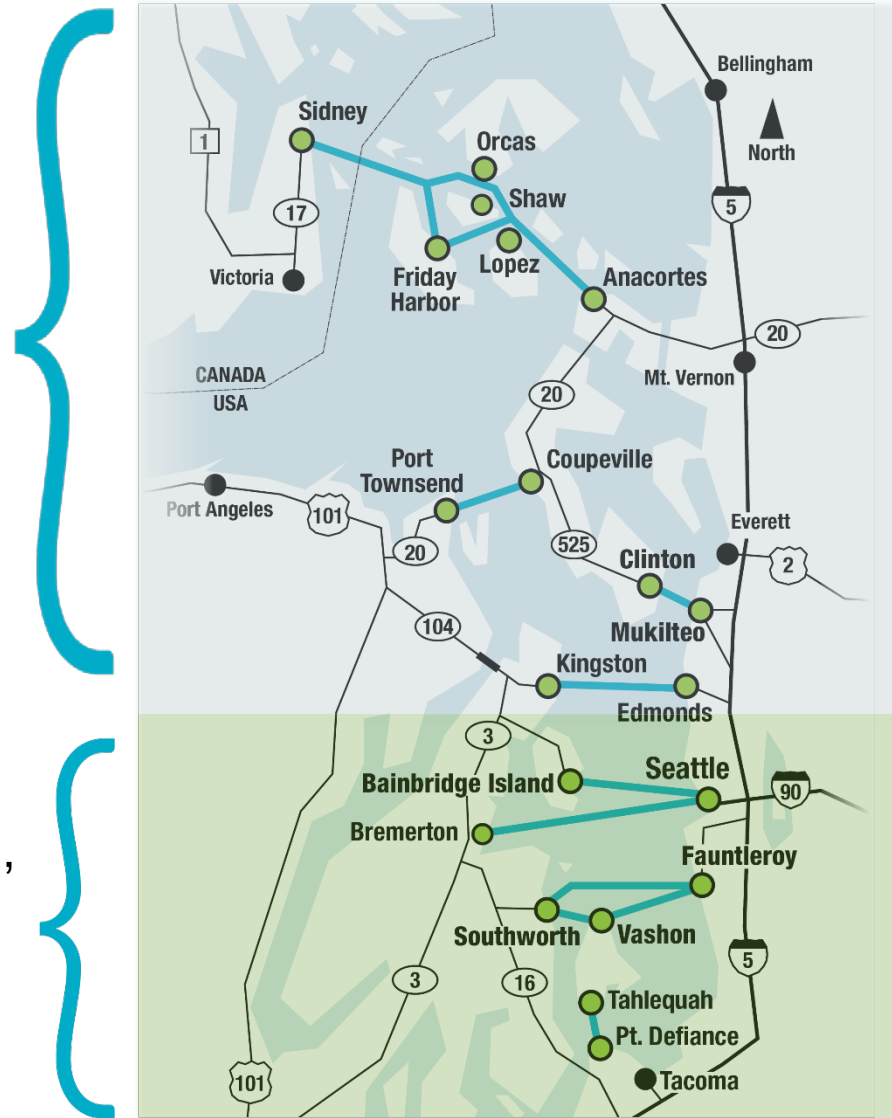 Bellingham
Sidney
1
Orcas
North
Shaw
5
17
Lopez
Victoria
Friday
Harbor
Anacortes
20
Mt. Vernon
CANADA
USA
20
Port
Townsend
Coupeville
Port Angeles
101
Everett
525
20
2
Clinton
104
Mukilteo
Kingston
Edmonds
3
Seattle
Bainbridge Island
90
Bremerton
,
Fauntleroy
Southworth
Vashon
5
3
16
Tahlequah
Pt. Defiance
101
Tacoma